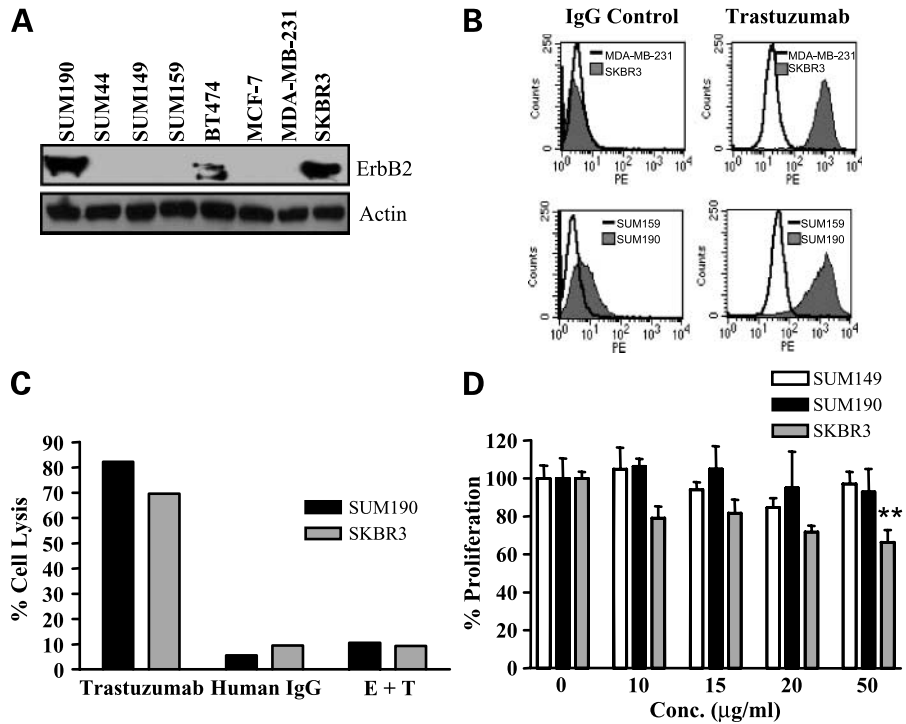 A
SUM190
SUM44
SUM149
SUM159
BT474
MCF-7
MDA-MB-231
SKBR3
ErbB2
Actin
B
IgG Control
Trastuzumab
250
0
Counts
MDA-MB-231
SKBR3
10^0 10^1 10^2 10^3 10^4
PE
250
0
Counts
MDA-MB-231
SKBR3
10^0 10^1 10^2 10^3 10^4
PE
250
0
Counts
SUM159
SUM190
10^0 10^1 10^2 10^3 10^4
PE
250
0
Counts
SUM159
SUM190
10^0 10^1 10^2 10^3 10^4
PE
C
% Cell Lysis
90
80
70
60
50
40
30
20
10
0
SUM190
SKBR3
Trastuzumab Human IgG E + T
D
SUM149
SUM190
SKBR3
% Proliferation
120
100
80
60
40
20
0
**
0 10 15 20 50
Conc. (μg/ml)